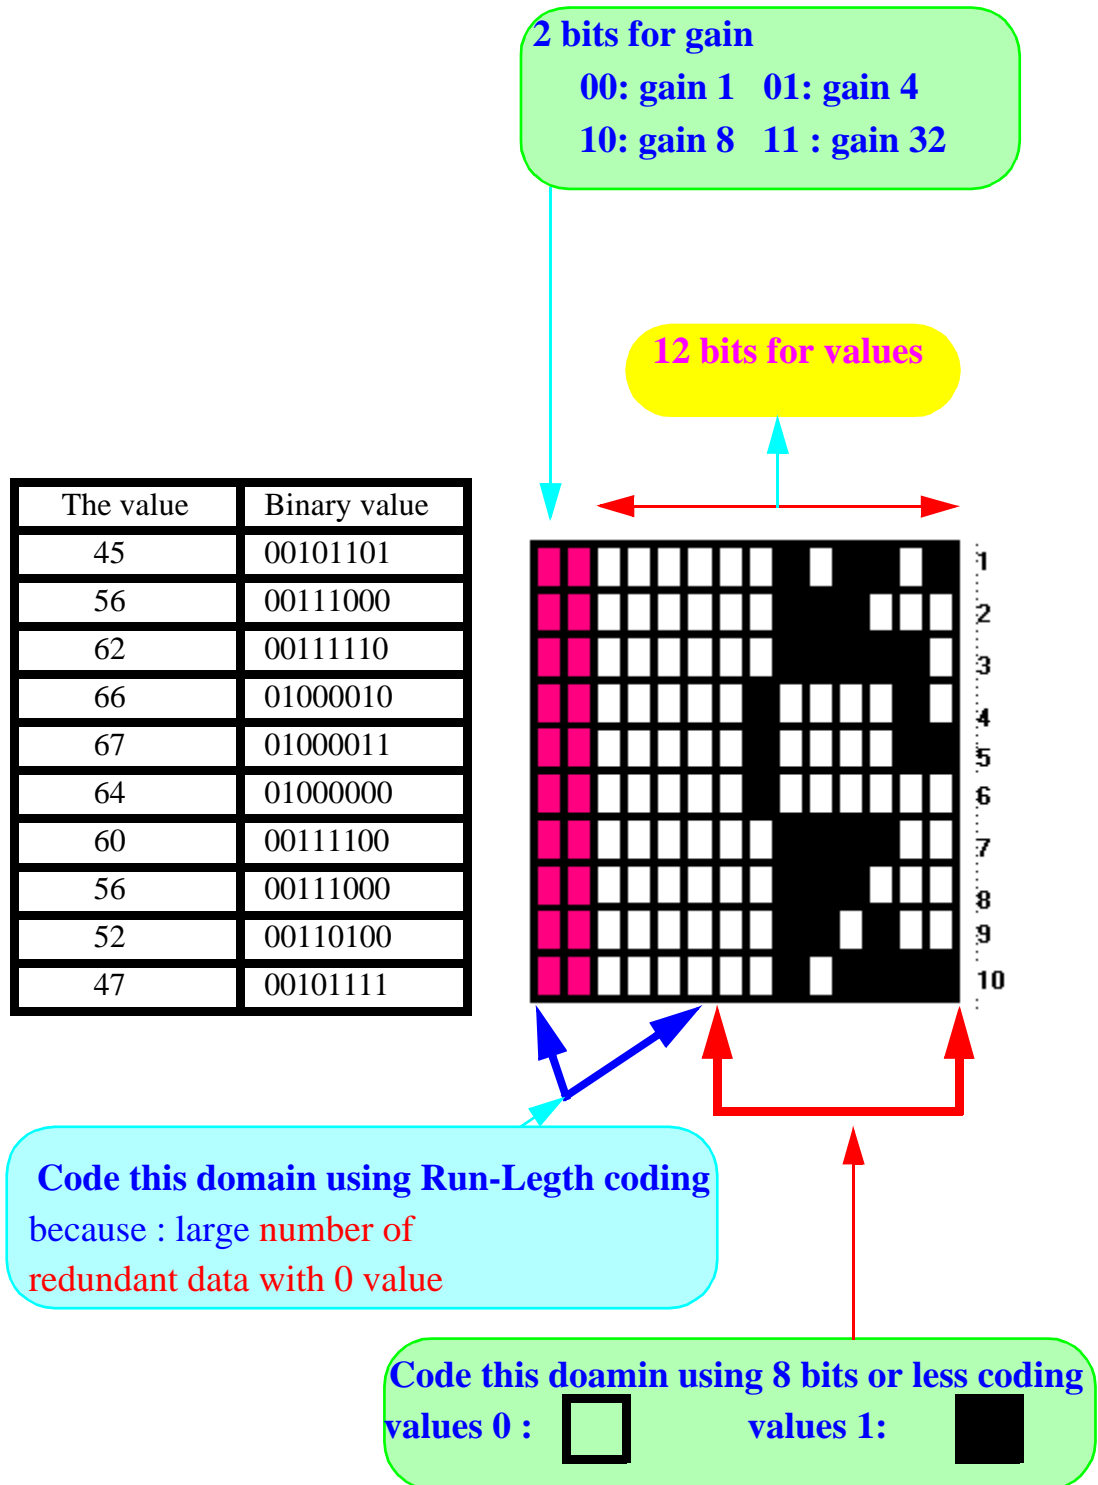 2 bits for gain
00: gain 1 01: gain 4
10: gain 8 11 : gain 32
12 bits for values
The value Binary value
45 00101101
56 00111000
62 00111110
66 01000010
67 01000011
64 01000000
60 00111100
56 00111000
52 00110100
47 00101111
1
2
3
4
5
6
7
8
9
10
Code this domain using Run-Legth coding
because : large number of
redundant data with 0 value
Code this doamin using 8 bits or less coding
values 0 : values 1: